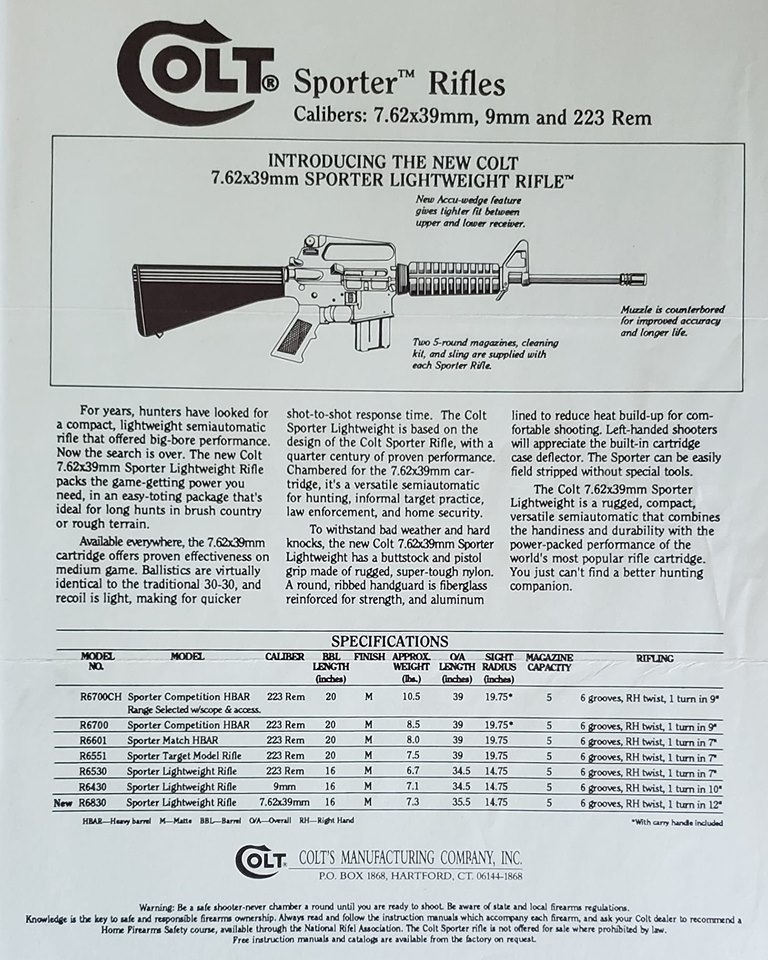 COLT® Sporter™ Rifles
Calibers: 7.62x39mm, 9mm and 223 Rem
INTRODUCING THE NEW COLT
7.62x39mm SPORTER LIGHTWEIGHT RIFLE™
New Accu-wedge feature
gives tighter fit between
upper and lower receiver.
Muzzle is counterbored
for improved accuracy
and longer life.
Two 5-round magazines, cleaning
kit, and sling are supplied with
each Sporter Rifle.
For years, hunters have looked for
a compact, lightweight semiautomatic
rifle that offered big-bore performance.
Now the search is over. The new Colt
7.62x39mm Sporter Lightweight Rifle
packs the game-getting power you
need, in an easy-toting package that's
ideal for long hunts in brush country
or rough terrain.
Available everywhere, the 7.62x39mm
cartridge offers proven effectiveness on
medium game. Ballistics are virtually
identical to the traditional 30-30, and
recoil is light, making for quicker
shot-to-shot response time. The Colt
Sporter Lightweight is based on the
design of the Colt Sporter Rifle, with a
quarter century of proven performance.
Chambered for the 7.62x39mm car-
tridge, it's a versatile semiautomatic
for hunting, informal target practice,
law enforcement, and home security.
To withstand bad weather and hard
knocks, the new Colt 7.62x39mm Sporter
Lightweight has a buttstock and pistol
grip made of rugged, super-tough nylon.
A round, ribbed handguard is fiberglass
reinforced for strength, and aluminum
lined to reduce heat build-up for com-
fortable shooting. Left-handed shooters
will appreciate the built-in cartridge
case deflector. The Sporter can be easily
field stripped without special tools.
The Colt 7.62x39mm Sporter
Lightweight is a rugged, compact,
versatile semiautomatic that combines
the handiness and durability with the
power-packed performance of the
world's most popular rifle cartridge.
You just can't find a better hunting
companion.
SPECIFICATIONS
MODEL NO. MODEL CALIBER BBL LENGTH (inches) FINISH APPROX. WEIGHT (lbs.) O/A LENGTH (inches) SIGHT RADIUS (inches) MAGAZINE CAPACITY RIFLING
R6700CH Sporter Competition HBAR 223 Rem 20 M 10.5 39 19.75* 5 6 grooves, RH twist, 1 turn in 9"
Range Selected w/scope & access.
R6700 Sporter Competition HBAR 223 Rem 20 M 8.5 39 19.75* 5 6 grooves, RH twist, 1 turn in 9"
R6601 Sporter Match HBAR 223 Rem 20 M 8.0 39 19.75 5 6 grooves, RH twist, 1 turn in 7"
R6551 Sporter Target Model Rifle 223 Rem 20 M 7.5 39 19.75 5 6 grooves, RH twist, 1 turn in 7"
R6530 Sporter Lightweight Rifle 223 Rem 16 M 6.7 34.5 14.75 5 6 grooves, RH twist, 1 turn in 7"
R6430 Sporter Lightweight Rifle 9mm 16 M 7.1 34.5 14.75 5 6 grooves, RH twist, 1 turn in 10"
New R6830 Sporter Lightweight Rifle 7.62x39mm 16 M 7.3 35.5 14.75 5 6 grooves, RH twist, 1 turn in 12"
HBAR—Heavy barrel M—Matte BBL—Barrel O/A—Overall RH—Right Hand *With carry handle included
COLT® COLT'S MANUFACTURING COMPANY, INC.
P.O. BOX 1868, HARTFORD, CT. 06144-1868
Warning: Be a safe shooter-never chamber a round until you are ready to shoot. Be aware of state and local firearms regulations.
Knowledge is the key to safe and responsible firearms ownership. Always read and follow the instruction manuals which accompany each firearm, and ask your Colt dealer to recommend a
Home Firearms Safety course, available through the National Rifel Association. The Colt Sporter rifle is not offered for sale where prohibited by law.
Free instruction manuals and catalogs are available from the factory on request.